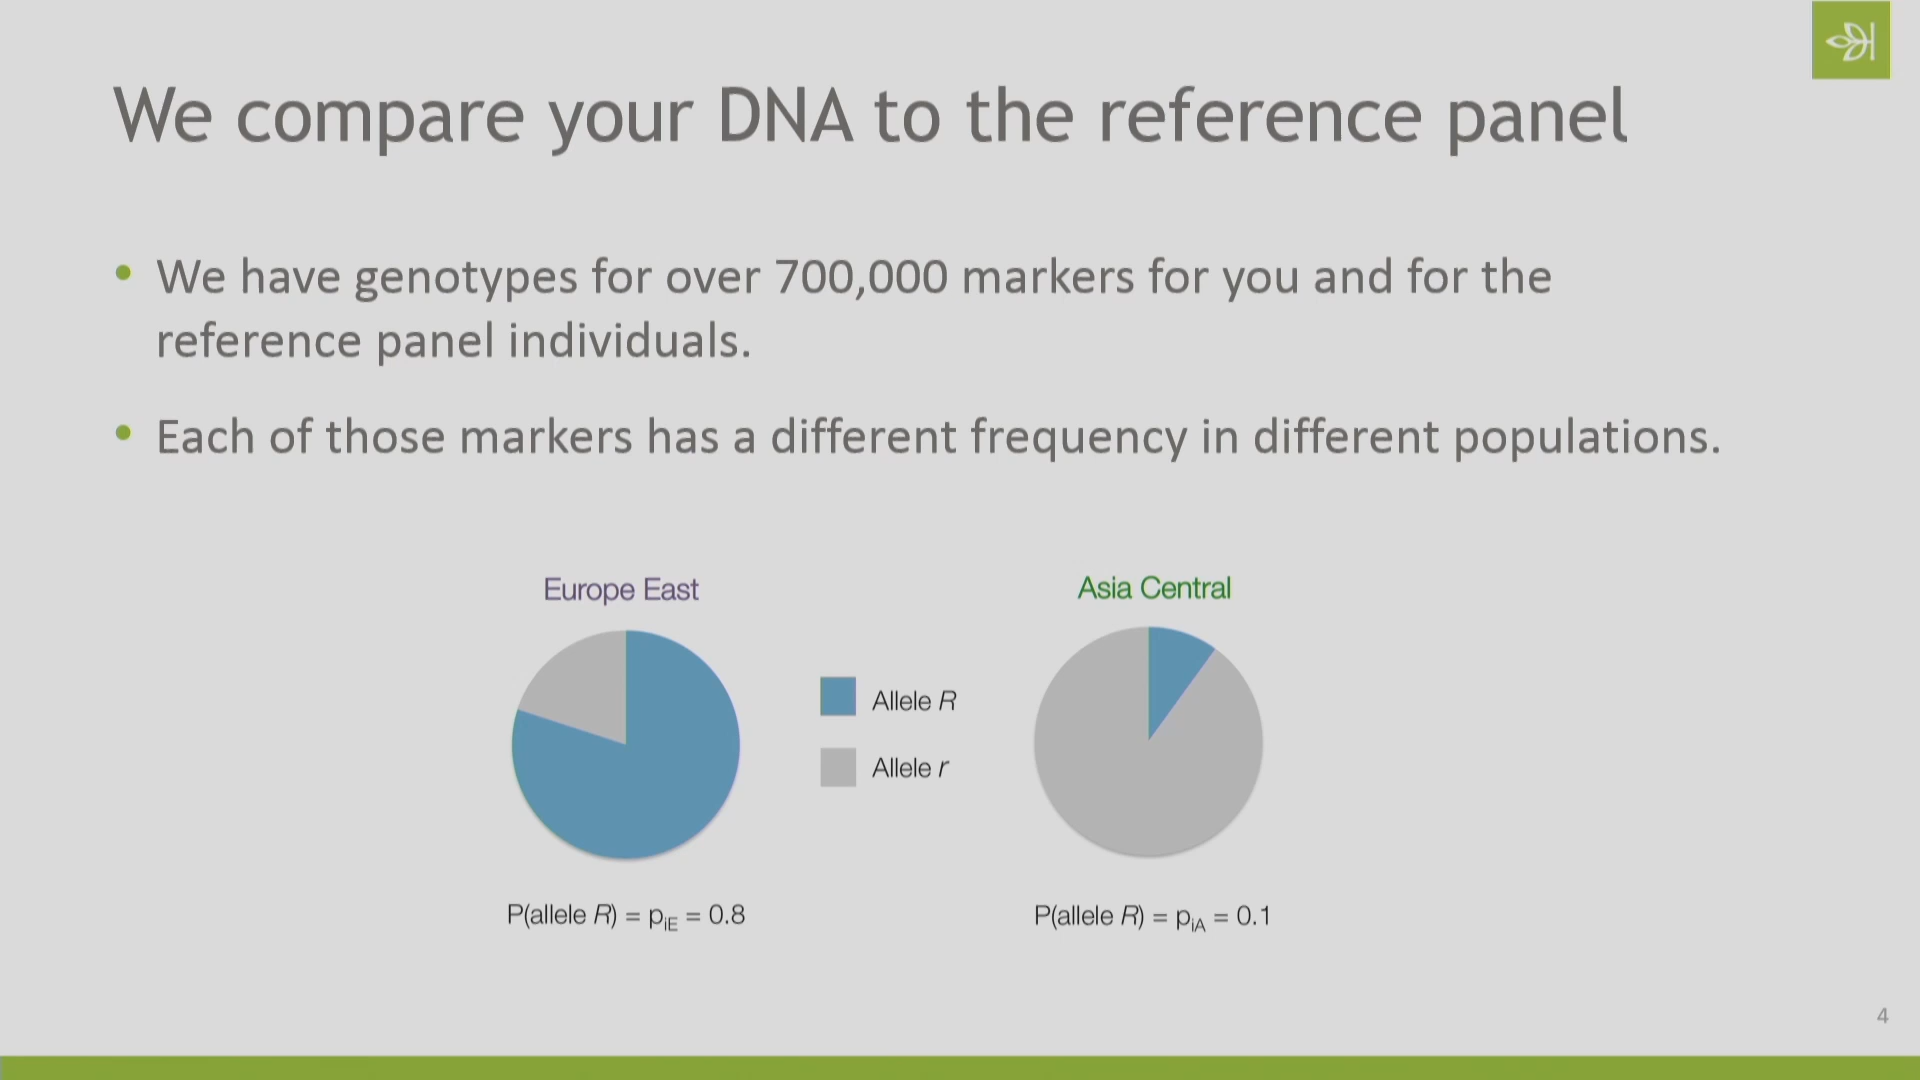 We compare your DNA to the reference panel
• We have genotypes for over 700,000 markers for you and for the
reference panel individuals.
• Each of those markers has a different frequency in different populations.
Europe East
Asia Central
Allele R
Allele r
P(allele R) = piE = 0.8
P(allele R) = piA = 0.1
4